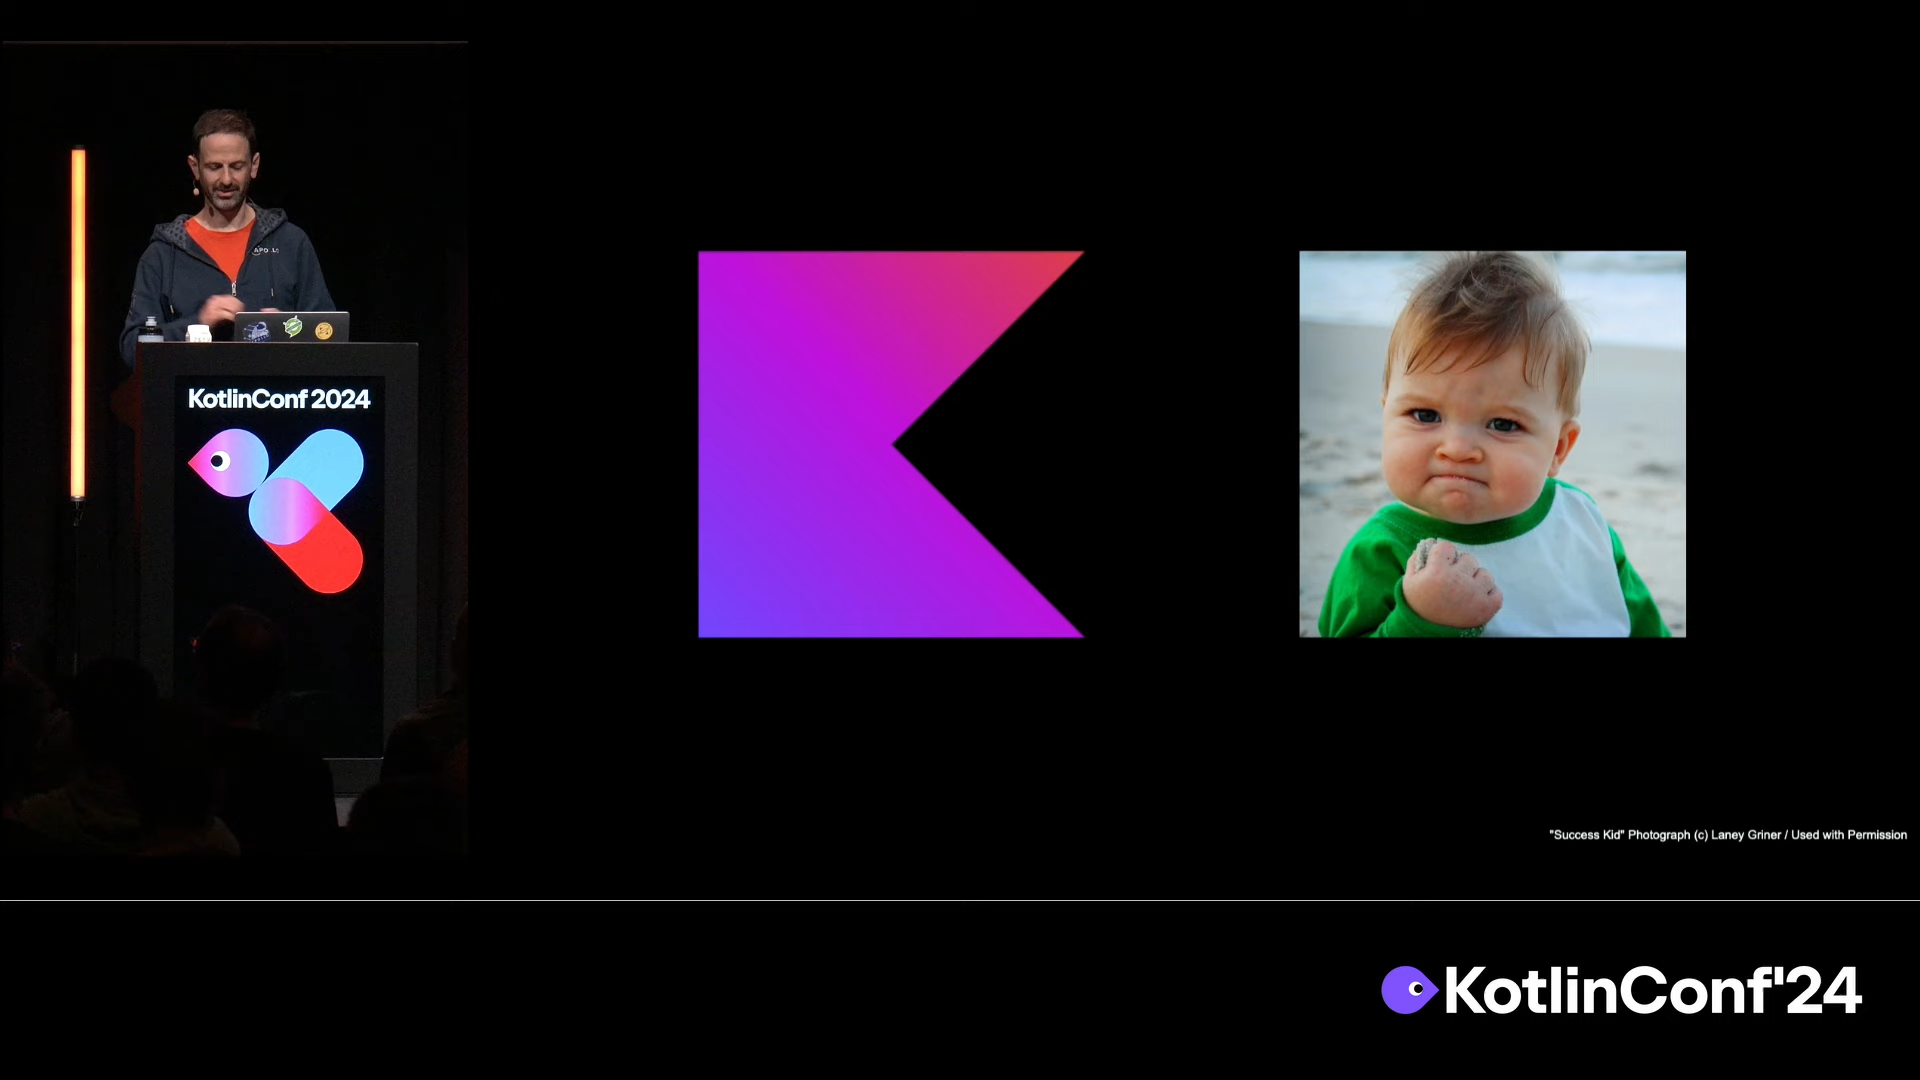 KotlinConf 2024
"Success Kid" Photograph (c) Laney Griner / Used with Permission
KotlinConf'24